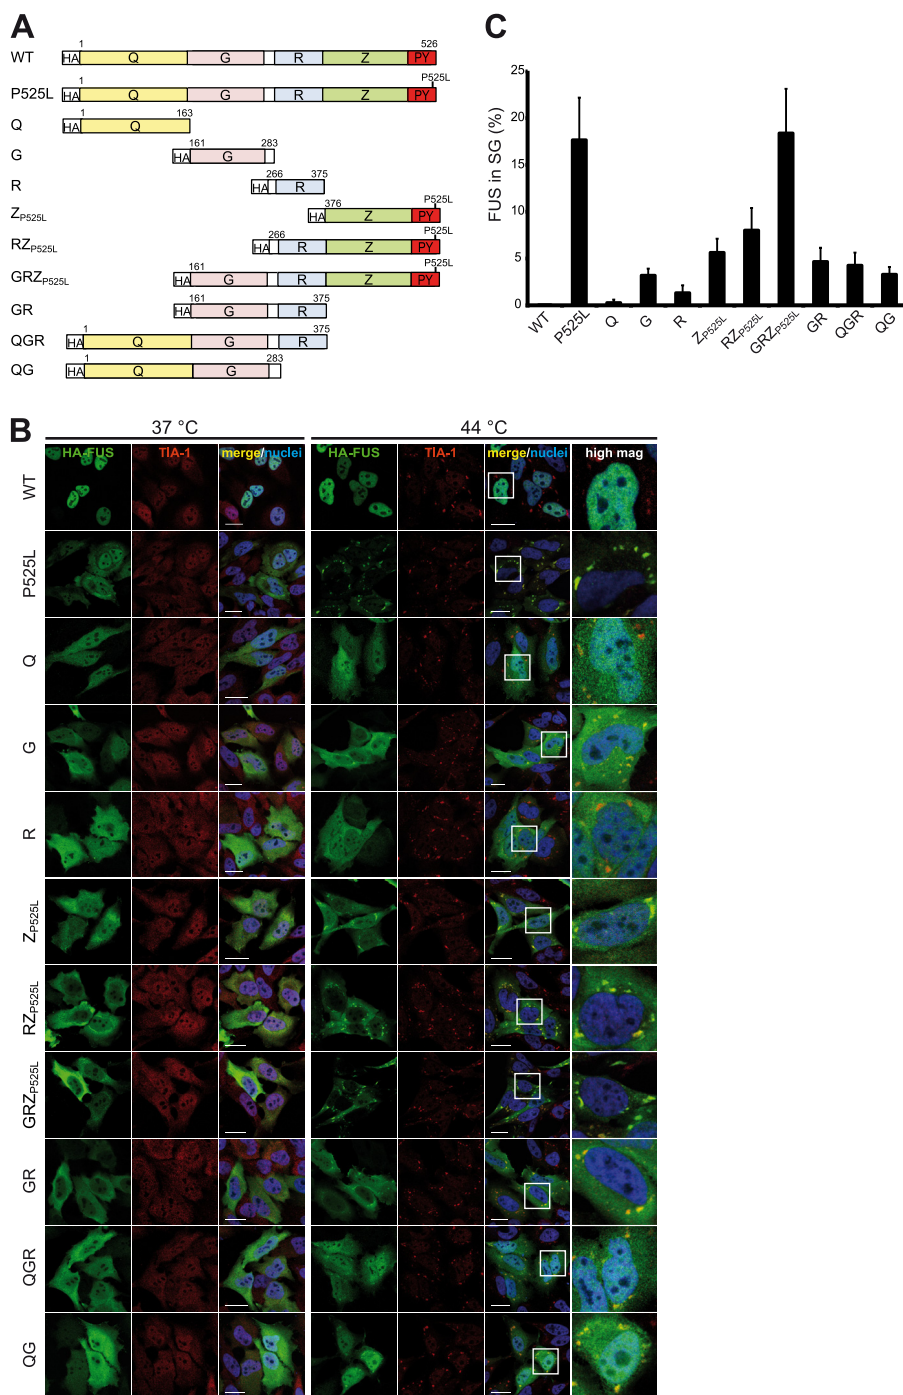 A
1 526
WT HA Q G R Z PY
1 P525L
P525L HA Q G R Z PY
1 163
Q HA Q
161 283
G HA G
266 375
R HA R
376 P525L
ZP525L HA Z PY
266 P525L
RZP525L HA R Z PY
161 P525L
GRZP525L HA G R Z PY
161 375
GR HA G R
1 375
QGR HA Q G R
1 283
QG HA Q G
C
FUS in SG (%)
25
20
15
10
5
0
WT P525L Q G R ZP525L RZP525L GRZP525L GR QGR QG
B
37 °C 44 °C
HA-FUS TIA-1 merge/nuclei HA-FUS TIA-1 merge/nuclei high mag
WT
P525L
Q
G
R
ZP525L
RZP525L
GRZP525L
GR
QGR
QG